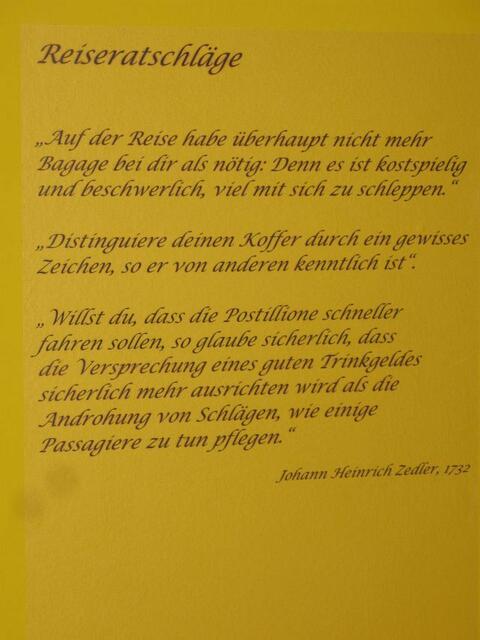 Reiseratschläge
„Auf der Reise habe überhaupt nicht mehr
Bagage bei dir als nötig: Denn es ist kostspielig
und beschwerlich, viel mit sich zu schleppen.“
„Distinguiere deinen Koffer durch ein gewisses
Zeichen, so er von anderen kenntlich ist“.
„ Willst du, dass die Postillione schneller
fahren sollen, so glaube sicherlich, dass
die Versprechung eines guten Trinkgeldes
sicherlich mehr ausrichten wird als die
Androhung von Schlägen, wie einige
Passagiere zu tun pflegen.“
Johann Heinrich Zedler, 1732